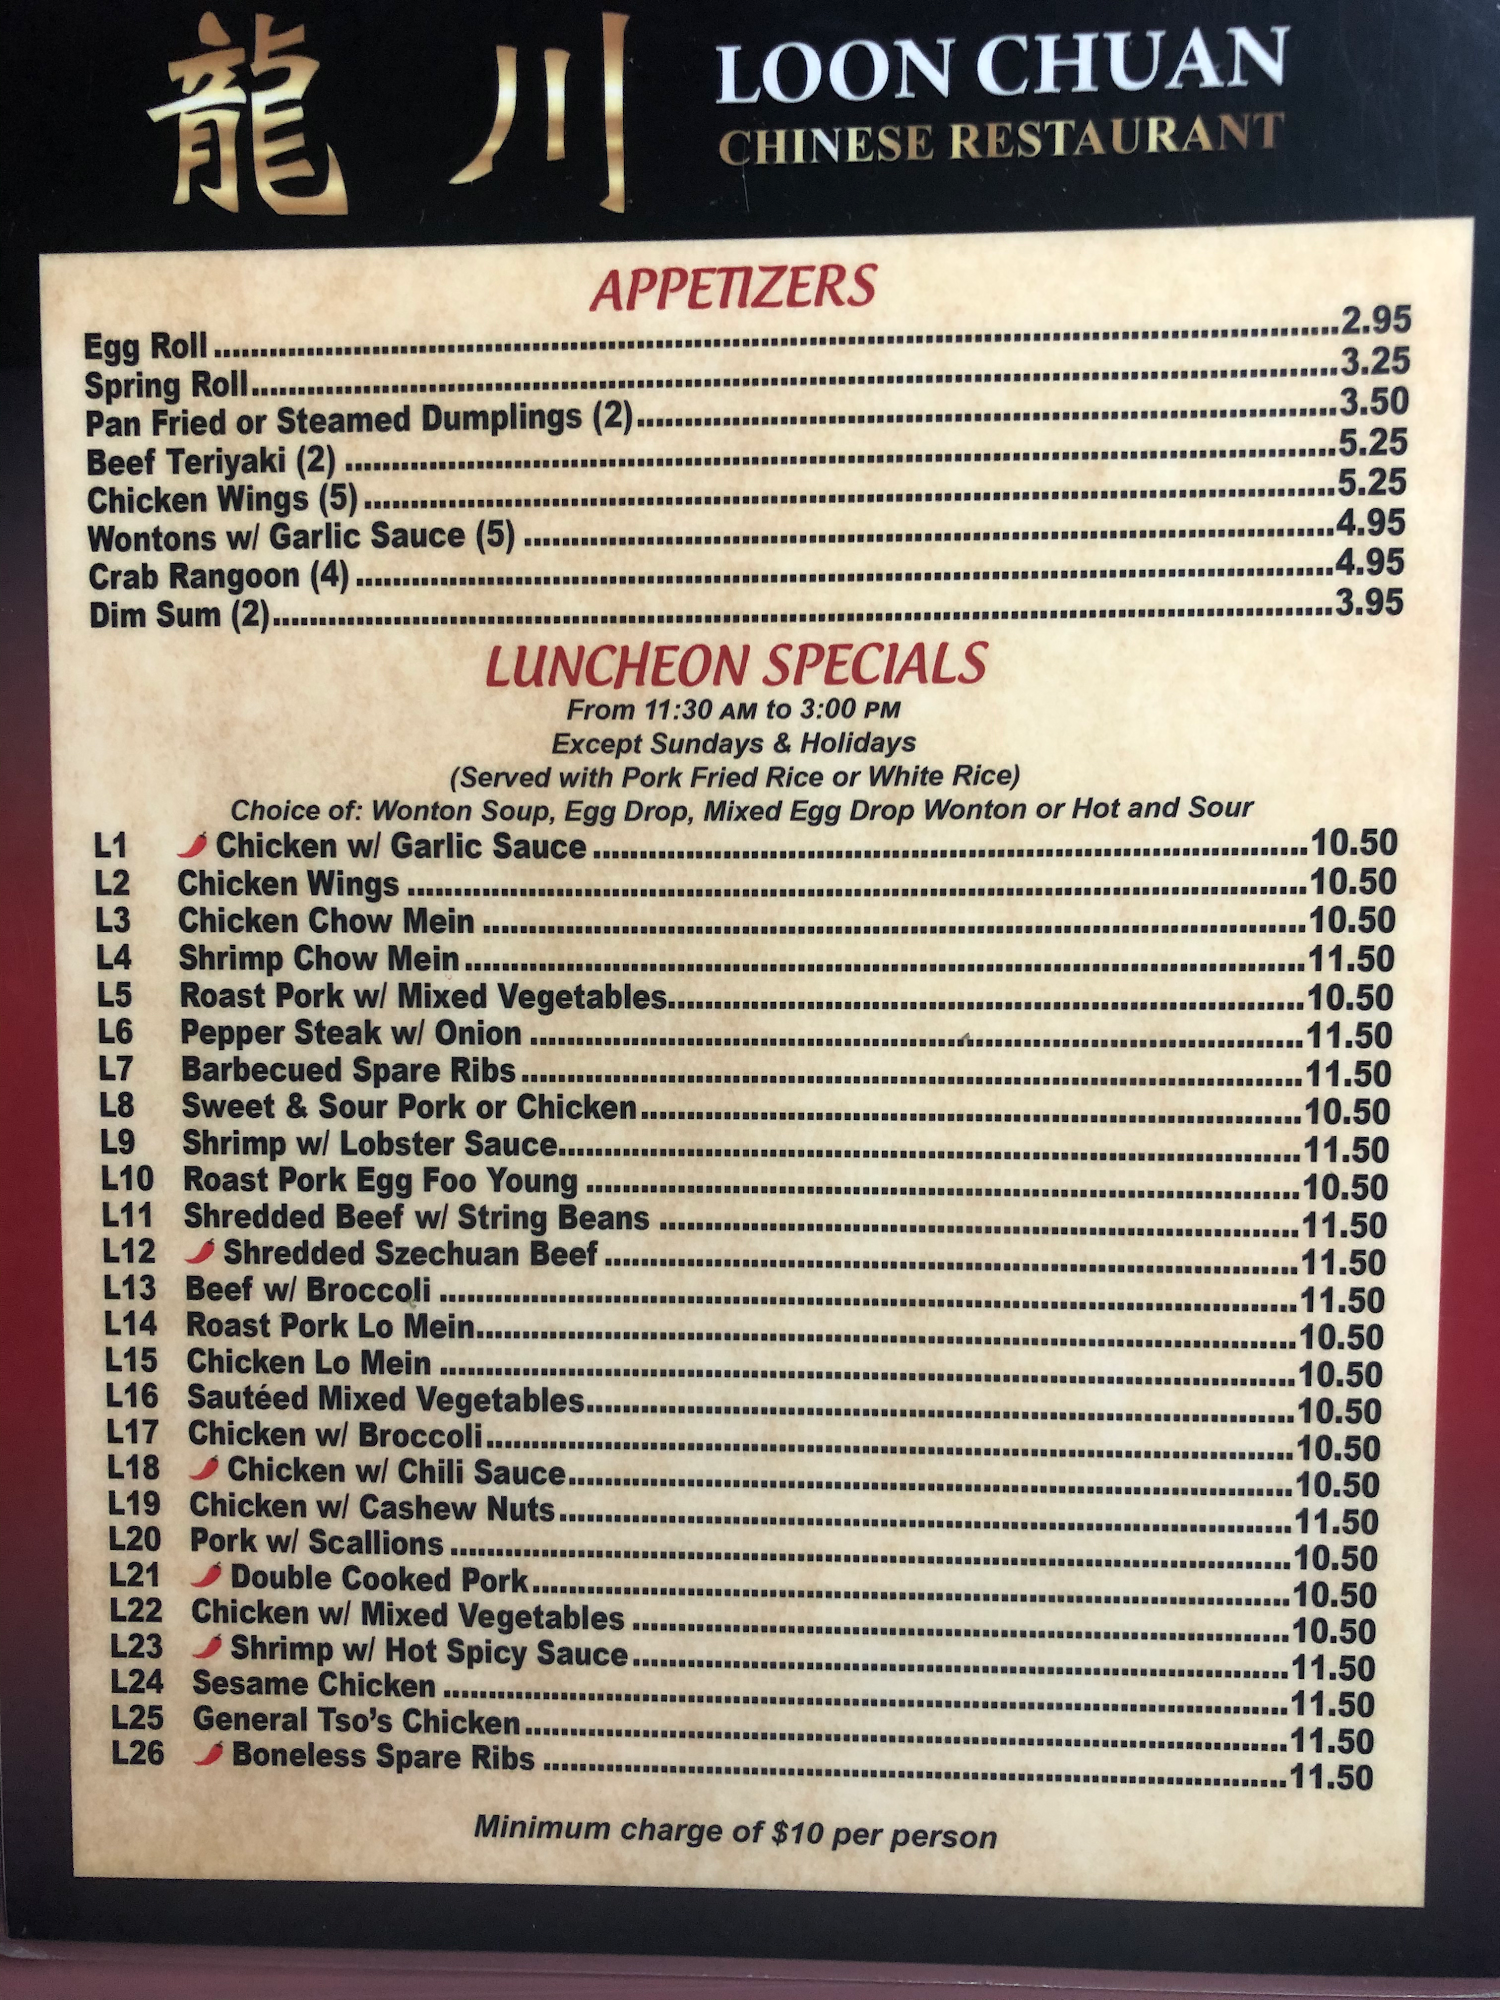 龍 川 LOON CHUAN
CHINESE RESTAURANT
APPETIZERS
Egg Roll 2.95
Spring Roll 3.25
Pan Fried or Steamed Dumplings (2) 3.50
Beef Teriyaki (2) 5.25
Chicken Wings (5) 5.25
Wontons w/ Garlic Sauce (5) 4.95
Crab Rangoon (4) 4.95
Dim Sum (2) 3.95
LUNCHEON SPECIALS
From 11:30 AM to 3:00 PM
Except Sundays & Holidays
(Served with Pork Fried Rice or White Rice)
Choice of: Wonton Soup, Egg Drop, Mixed Egg Drop Wonton or Hot and Sour
L1 Chicken w/ Garlic Sauce 10.50
L2 Chicken Wings 10.50
L3 Chicken Chow Mein 10.50
L4 Shrimp Chow Mein 11.50
L5 Roast Pork w/ Mixed Vegetables 10.50
L6 Pepper Steak w/ Onion 11.50
L7 Barbecued Spare Ribs 11.50
L8 Sweet & Sour Pork or Chicken 10.50
L9 Shrimp w/ Lobster Sauce 11.50
L10 Roast Pork Egg Foo Young 10.50
L11 Shredded Beef w/ String Beans 11.50
L12 Shredded Szechuan Beef 11.50
L13 Beef w/ Broccoli 11.50
L14 Roast Pork Lo Mein 10.50
L15 Chicken Lo Mein 10.50
L16 Sautéed Mixed Vegetables 10.50
L17 Chicken w/ Broccoli 10.50
L18 Chicken w/ Chili Sauce 10.50
L19 Chicken w/ Cashew Nuts 11.50
L20 Pork w/ Scallions 10.50
L21 Double Cooked Pork 10.50
L22 Chicken w/ Mixed Vegetables 10.50
L23 Shrimp w/ Hot Spicy Sauce 11.50
L24 Sesame Chicken 11.50
L25 General Tso's Chicken 11.50
L26 Boneless Spare Ribs 11.50
Minimum charge of $10 per person